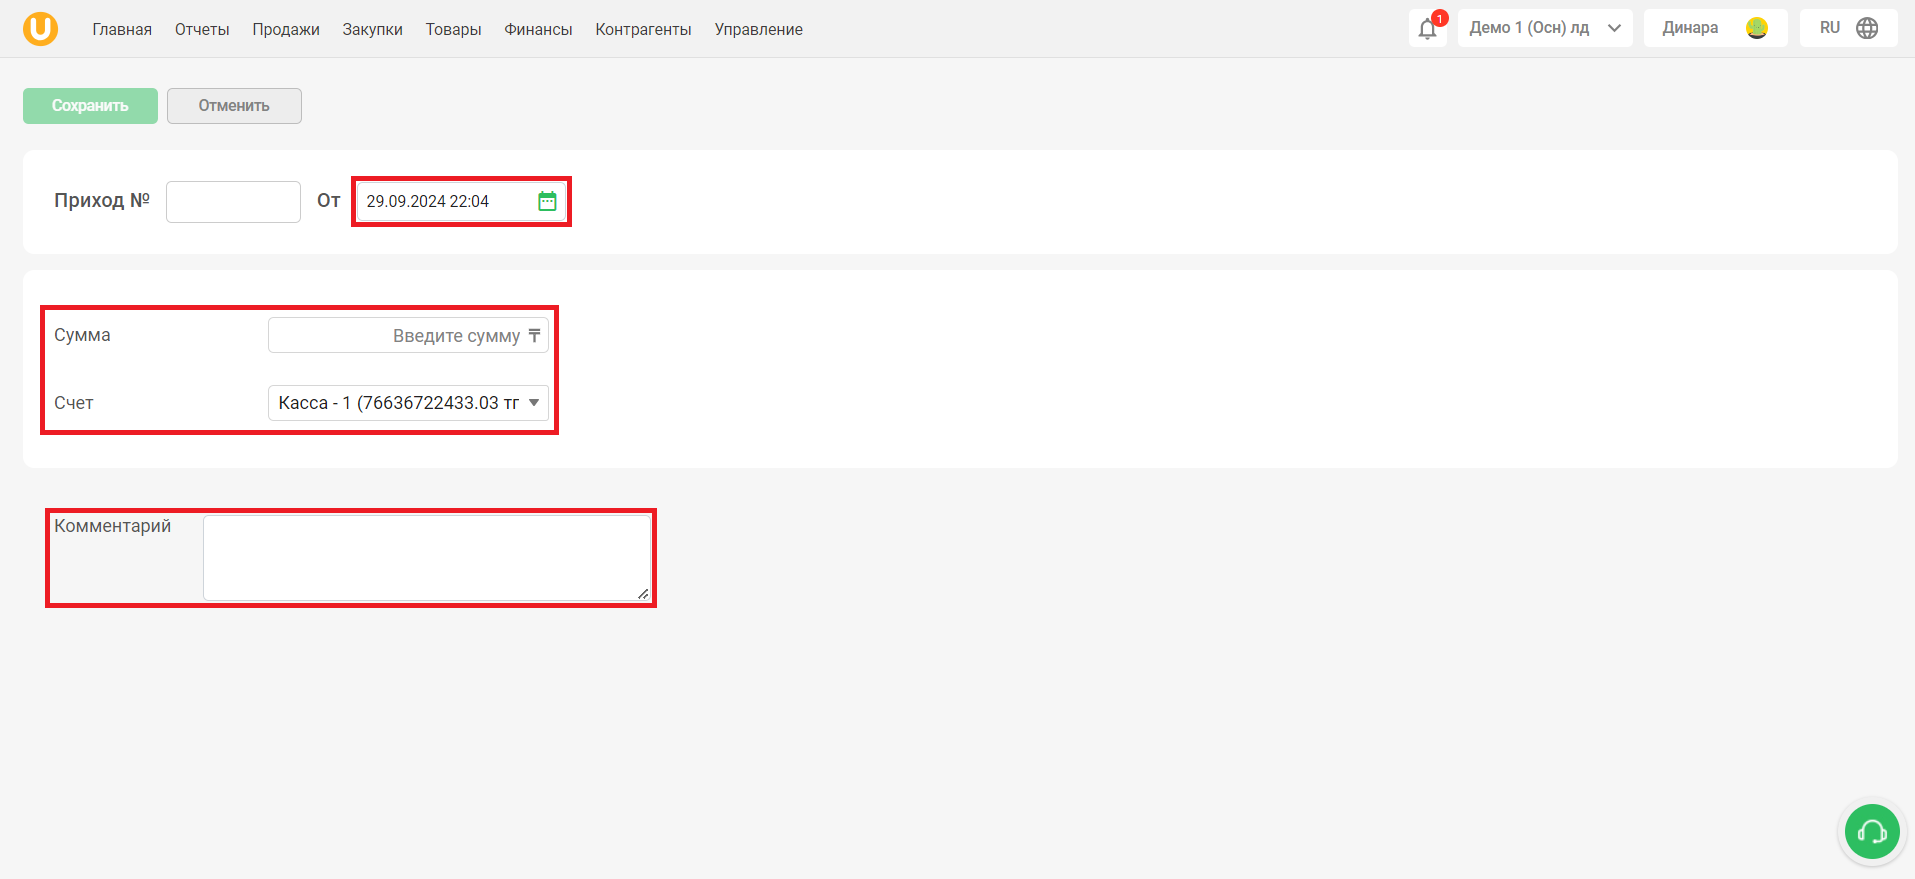 U Главная Отчеты Продажи Закупки Товары Финансы Контрагенты Управление 1 Демо 1 (Осн) лд Динара RU
Сохранить Отменить
Приход № От 29.09.2024 22:04
Сумма Введите сумму ₸
Счет Касса - 1 (76636722433.03 тг
Комментарий